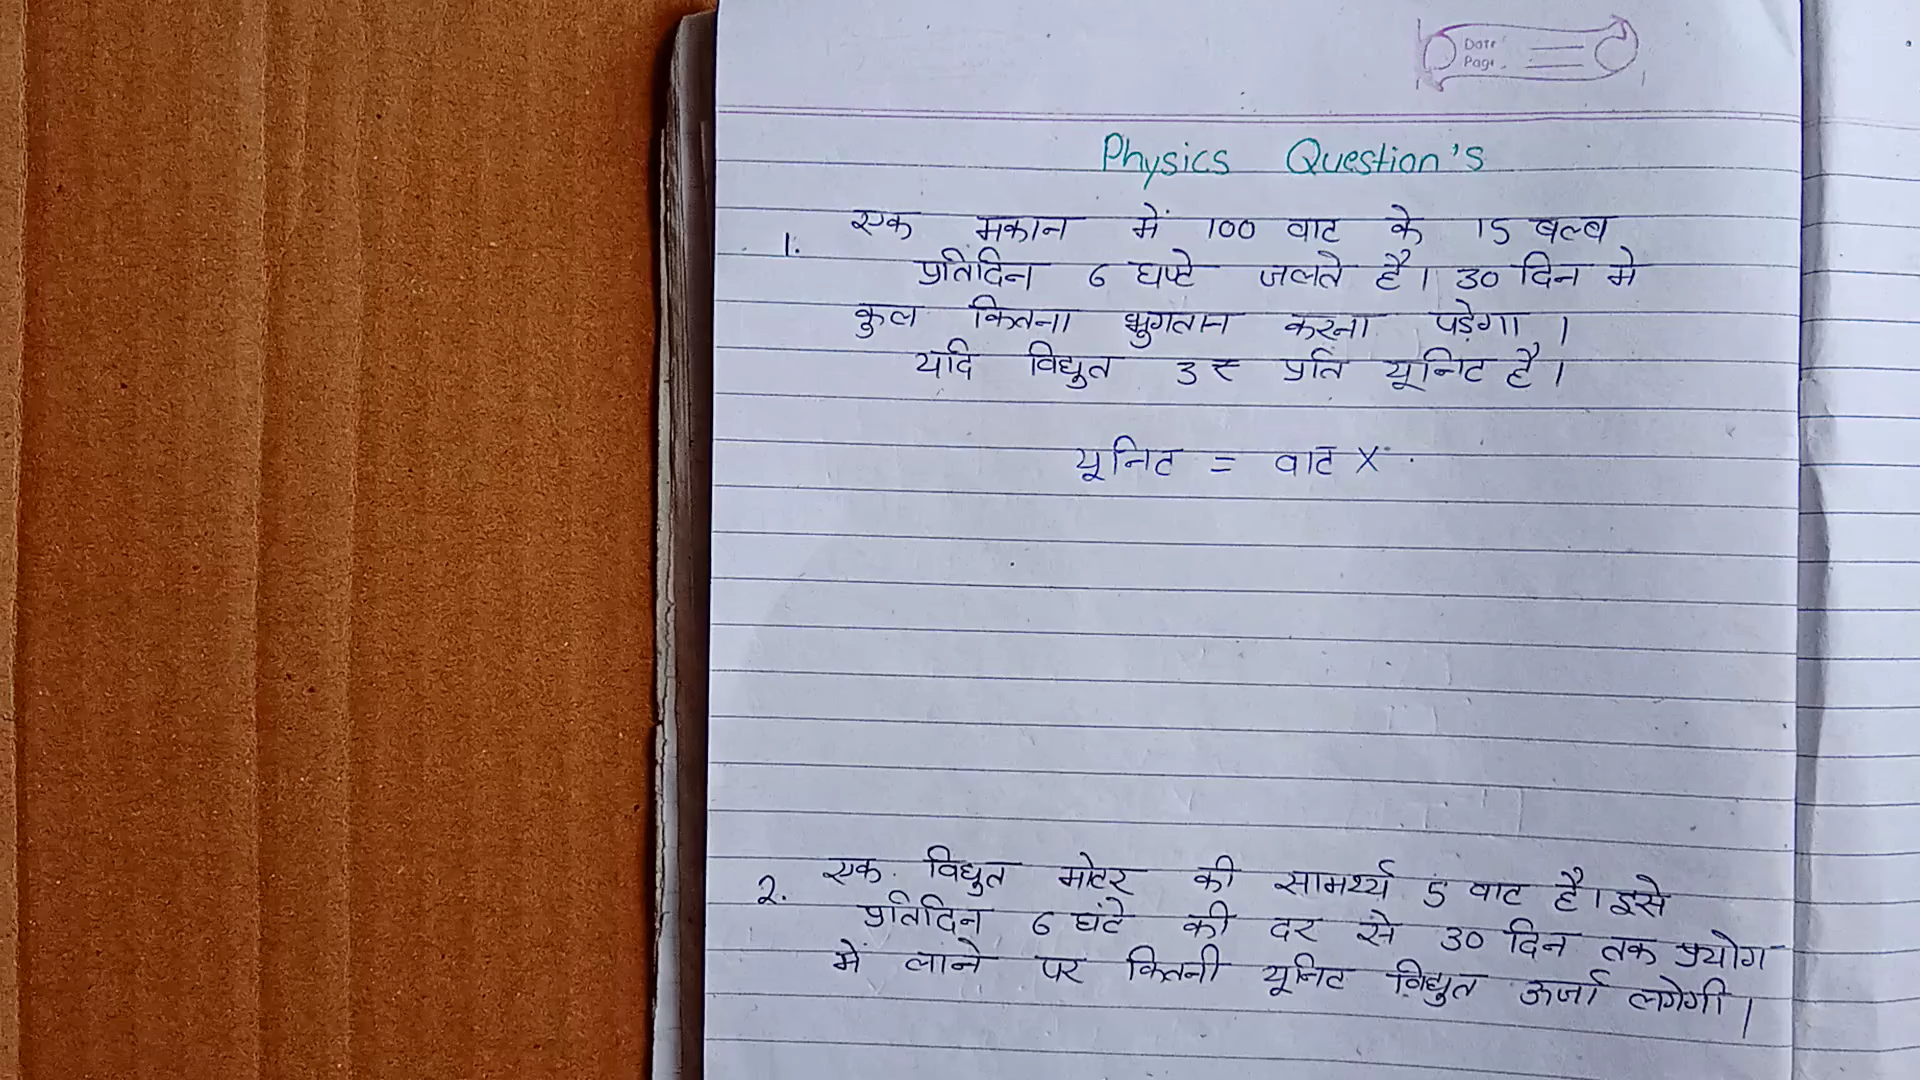 Date
Page
Physics Question's
1. एक मकान में 100 वाट के 15 बल्ब
प्रतिदिन 6 घण्टे जलते है। 30 दिन मे
कुल कितना भुगतान करना पड़ेगा।
यदि विद्युत 3 ₹ प्रति यूनिट है।
यूनिट = वाट ×
2. एक विद्युत मोटर की सामर्थ्य 5 वाट है। इसे
प्रतिदिन 6 घंटे की दर से 30 दिन तक प्रयोग
में लाने पर कितनी यूनिट विद्युत ऊर्जा लगेगी।